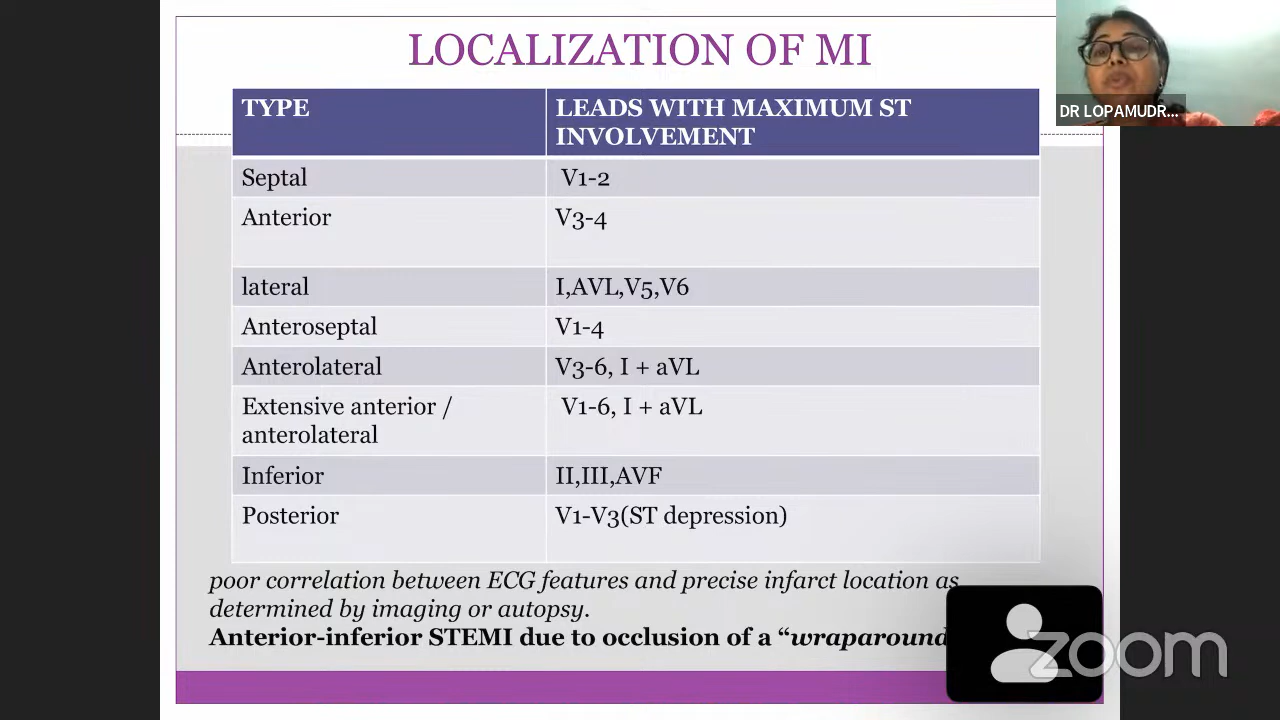 LOCALIZATION OF MI
TYPE
LEADS WITH MAXIMUM ST
INVOLVEMENT
Septal
V1-2
Anterior
V3-4
lateral
I,AVL,V5,V6
Anteroseptal
V1-4
Anterolateral
V3-6, I + aVL
Extensive anterior /
anterolateral
V1-6, I + aVL
Inferior
II,III,AVF
Posterior
V1-V3(ST depression)
poor correlation between ECG features and precise infarct location as
determined by imaging or autopsy.
Anterior-inferior STEMI due to occlusion of a “wraparound
DR LOPAMUDR...
zoom